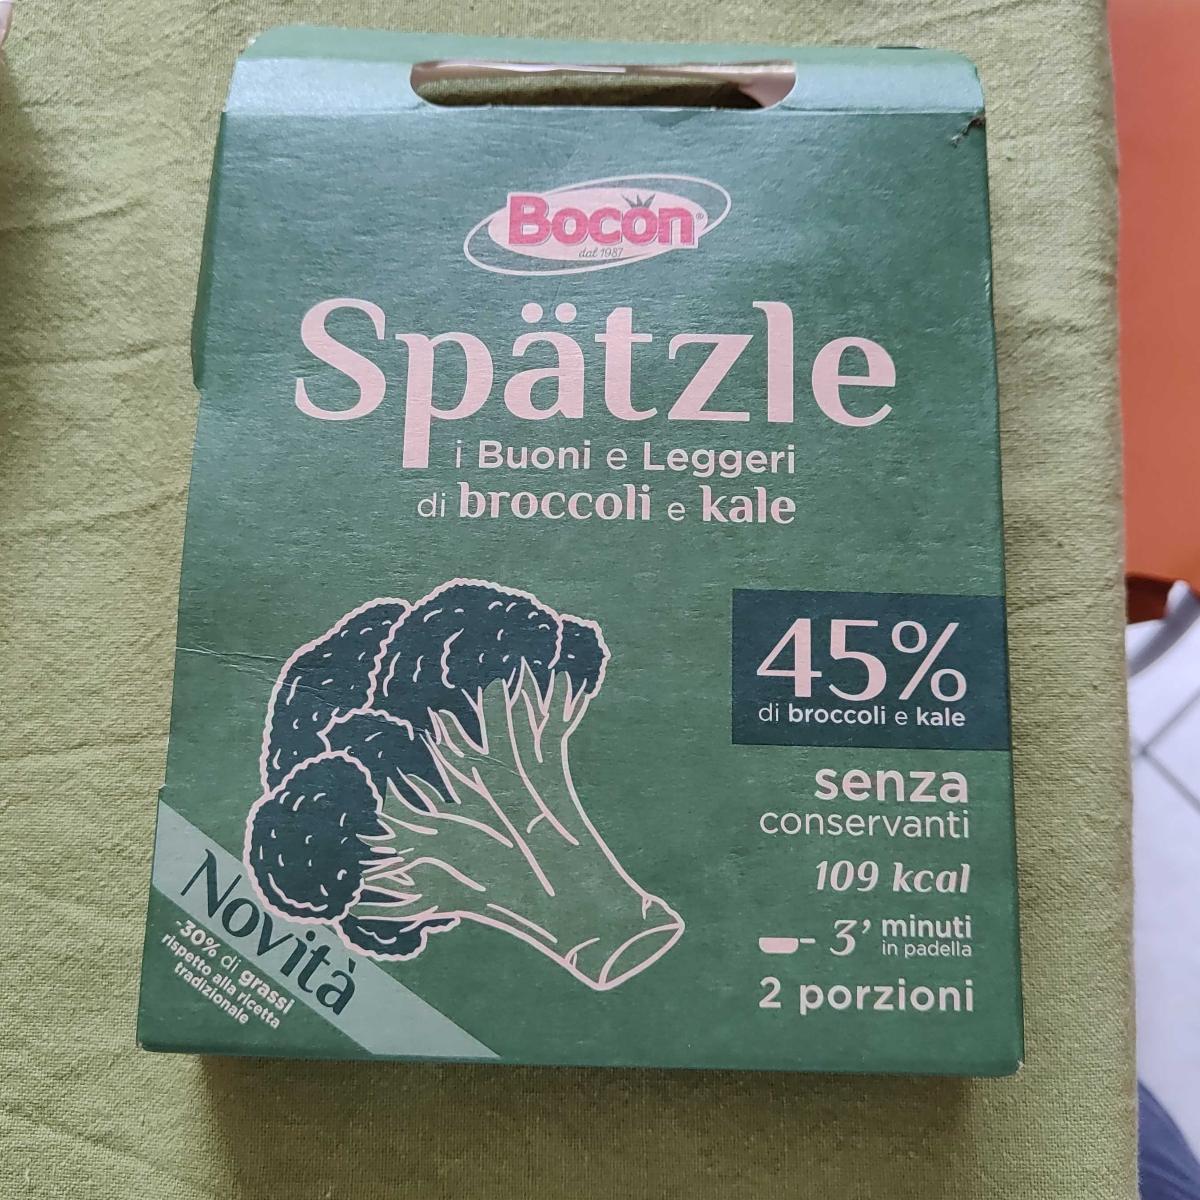 Bocòn®
dal 1987
Spätzle
i Buoni e Leggeri
di broccoli e kale
45%
di broccoli e kale
senza
conservanti
109 kcal
3’ minuti
in padella
2 porzioni
Novità
-30% di grassi
rispetto alla ricetta
tradizionale